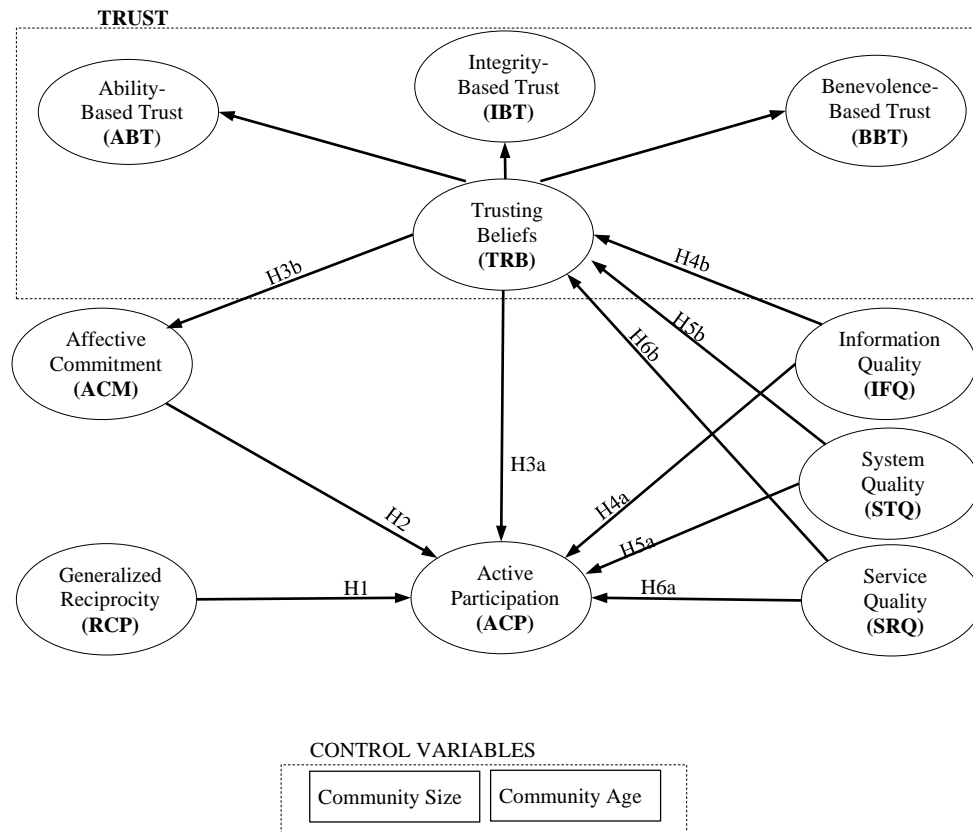 TRUST
Ability-
Based Trust
(ABT)
Integrity-
Based Trust
(IBT)
Benevolence-
Based Trust
(BBT)
Trusting
Beliefs
(TRB)
H3b
H4b
H5b
H6b
Affective
Commitment
(ACM)
Information
Quality
(IFQ)
H3a
System
Quality
(STQ)
H4a
H2
H5a
Generalized
Reciprocity
(RCP)
H1
Active
Participation
(ACP)
H6a
Service
Quality
(SRQ)
CONTROL VARIABLES
Community Size
Community Age